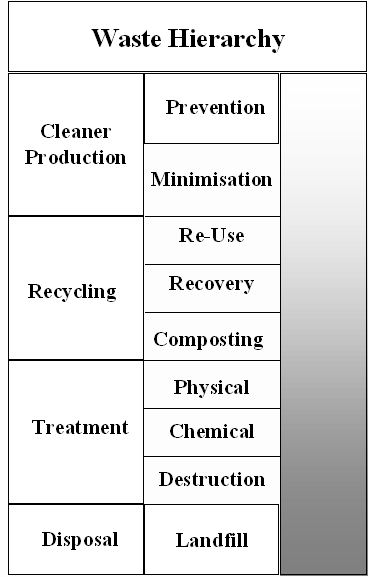 Waste Hierarchy
Cleaner
Production
Prevention
Minimisation
Recycling
Re-Use
Recovery
Composting
Treatment
Physical
Chemical
Destruction
Disposal
Landfill